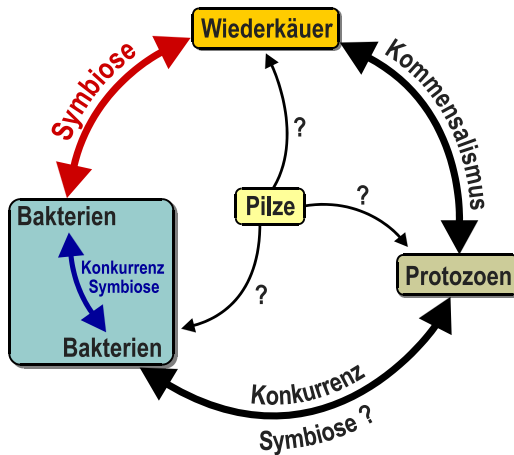 Wiederkäuer
Symbiose
Kommensalismus
?
Pilze
?
Bakterien
Konkurrenz
Symbiose
Bakterien
?
Protozoen
Konkurrenz
Symbiose ?